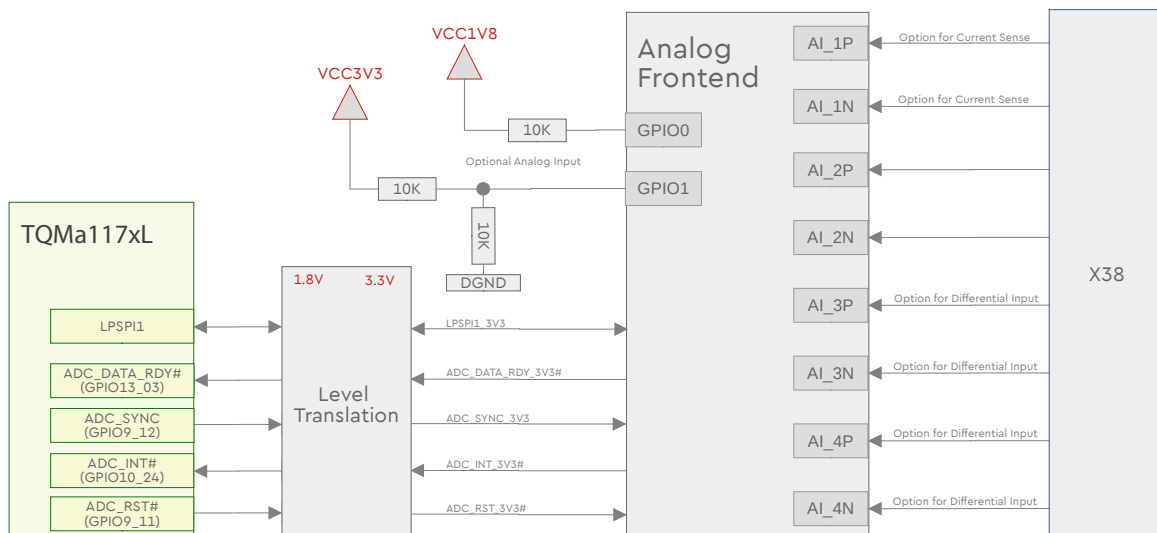 VCC1V8
VCC3V3
Analog
Frontend
10K
GPIO0
Optional Analog Input
10K
GPIO1
10K
DGND
AI_1P
Option for Current Sense
AI_1N
Option for Current Sense
AI_2P
AI_2N
AI_3P
Option for Differential Input
AI_3N
Option for Differential Input
AI_4P
Option for Differential Input
AI_4N
Option for Differential Input
X38
TQMa117xL
1.8V
3.3V
Level
Translation
LPSPI1
LPSPI1_3V3
ADC_DATA_RDY#
(GPIO13_03)
ADC_DATA_RDY_3V3#
ADC_SYNC
(GPIO9_12)
ADC_SYNC_3V3
ADC_INT#
(GPIO10_24)
ADC_INT_3V3#
ADC_RST#
(GPIO9_11)
ADC_RST_3V3#